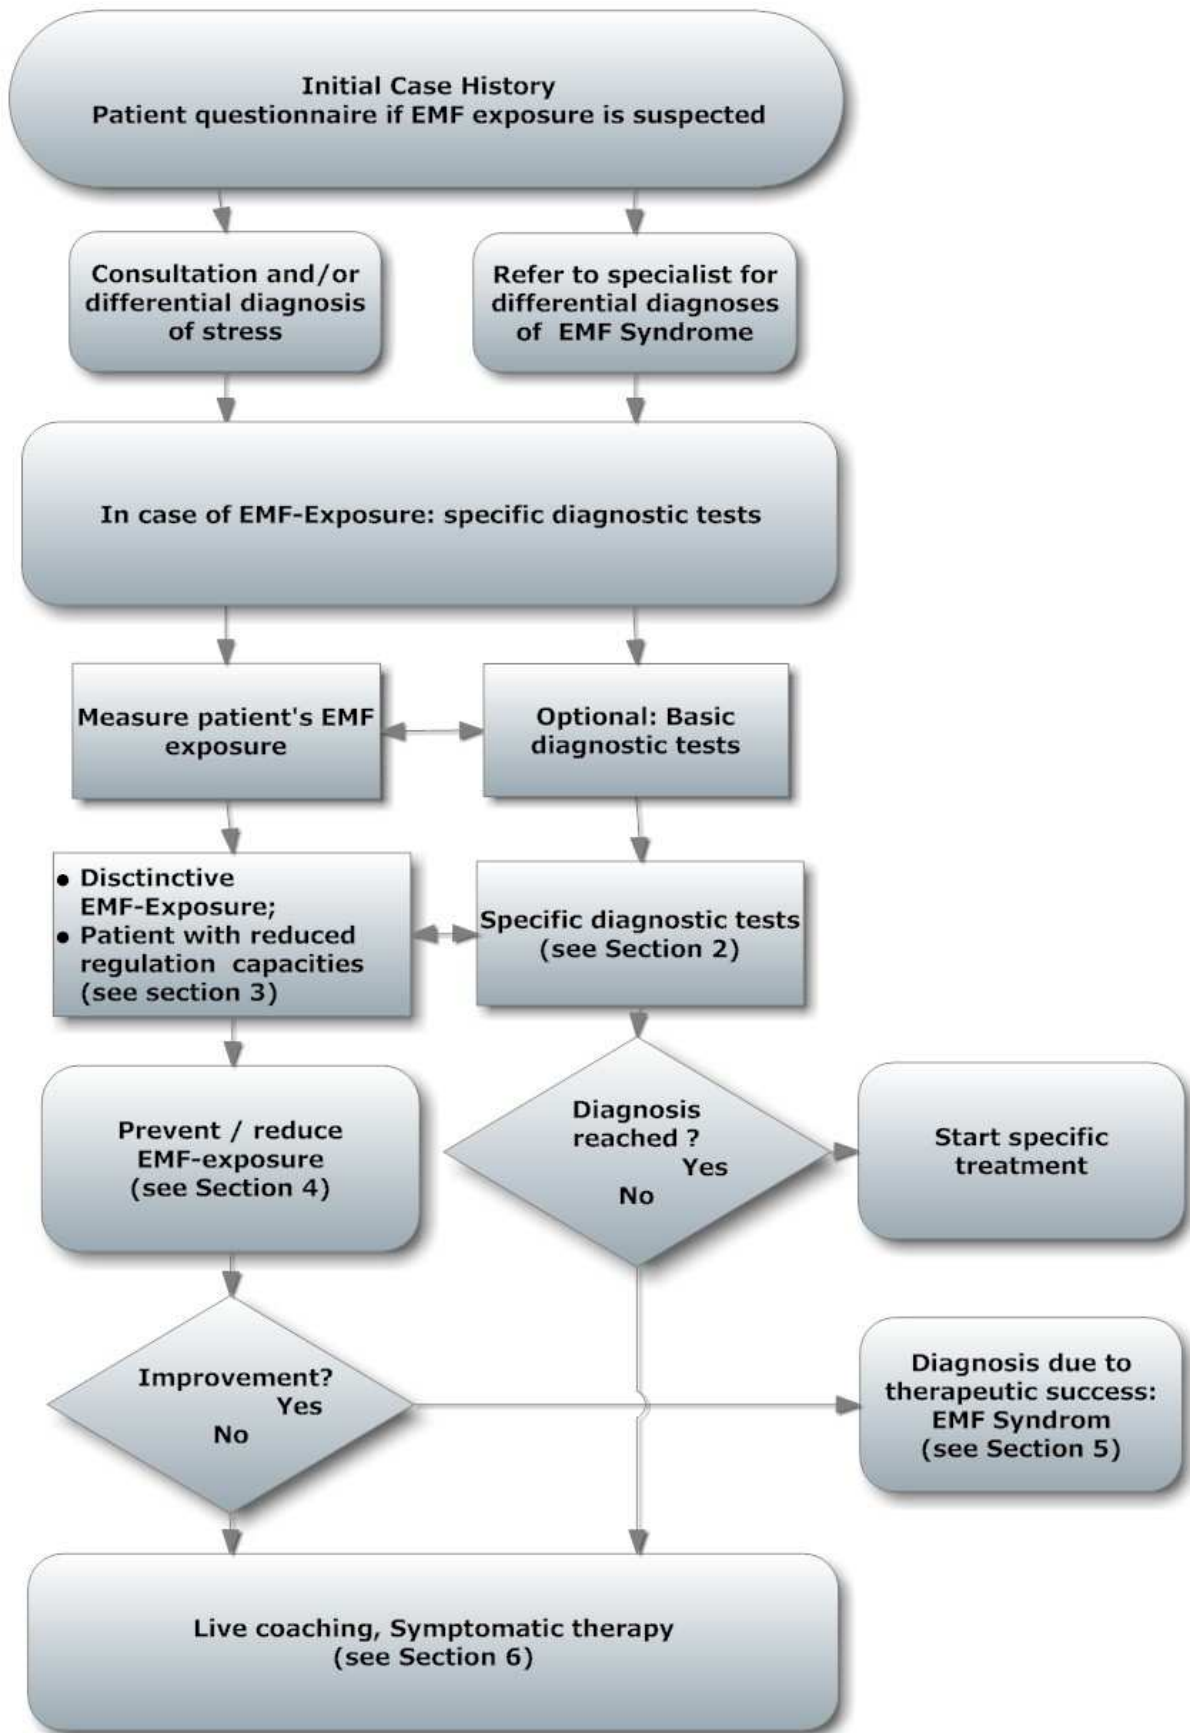 Initial Case History
Patient questionnaire if EMF exposure is suspected
Consultation and/or
differential diagnosis
of stress
Refer to specialist for
differential diagnoses
of EMF Syndrome
In case of EMF-Exposure: specific diagnostic tests
Measure patient's EMF
exposure
Optional: Basic
diagnostic tests
• Disctinctive
EMF-Exposure;
• Patient with reduced
regulation capacities
(see section 3)
Specific diagnostic tests
(see Section 2)
Prevent / reduce
EMF-exposure
(see Section 4)
Diagnosis
reached ?
Yes
No
Start specific
treatment
Improvement?
Yes
No
Diagnosis due to
therapeutic success:
EMF Syndrom
(see Section 5)
Live coaching, Symptomatic therapy
(see Section 6)